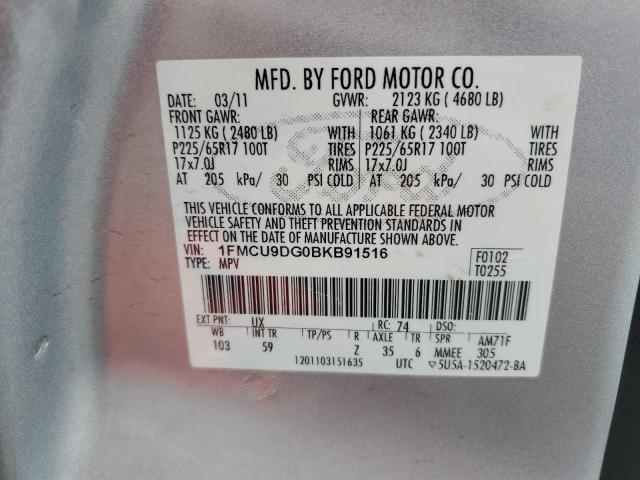 MFD. BY FORD MOTOR CO.
DATE: 03/11 GVWR: 2123 KG ( 4680 LB)
FRONT GAWR: REAR GAWR:
1125 KG ( 2480 LB) WITH 1061 KG ( 2340 LB) WITH
P225/65R17 100T TIRES P225/65R17 100T TIRES
17x7.0J RIMS 17x7.0J RIMS
AT 205 kPa/ 30 PSI COLD AT 205 kPa/ 30 PSI COLD
THIS VEHICLE CONFORMS TO ALL APPLICABLE FEDERAL MOTOR
VEHICLE SAFETY AND THEFT PREVENTION STANDARDS IN
EFFECT ON THE DATE OF MANUFACTURE SHOWN ABOVE.
VIN: 1FMCU9DG0BKB91516 F0102
TYPE: MPV T0255
EXT PNT: UX RC: 74 DSO:
WB INT TR TP/PS R AXLE TR SPR AM71F
103 59 Z 35 6 MMEE 305
1201103151635 UTC ▽5U5A-1520472-BA
Ford